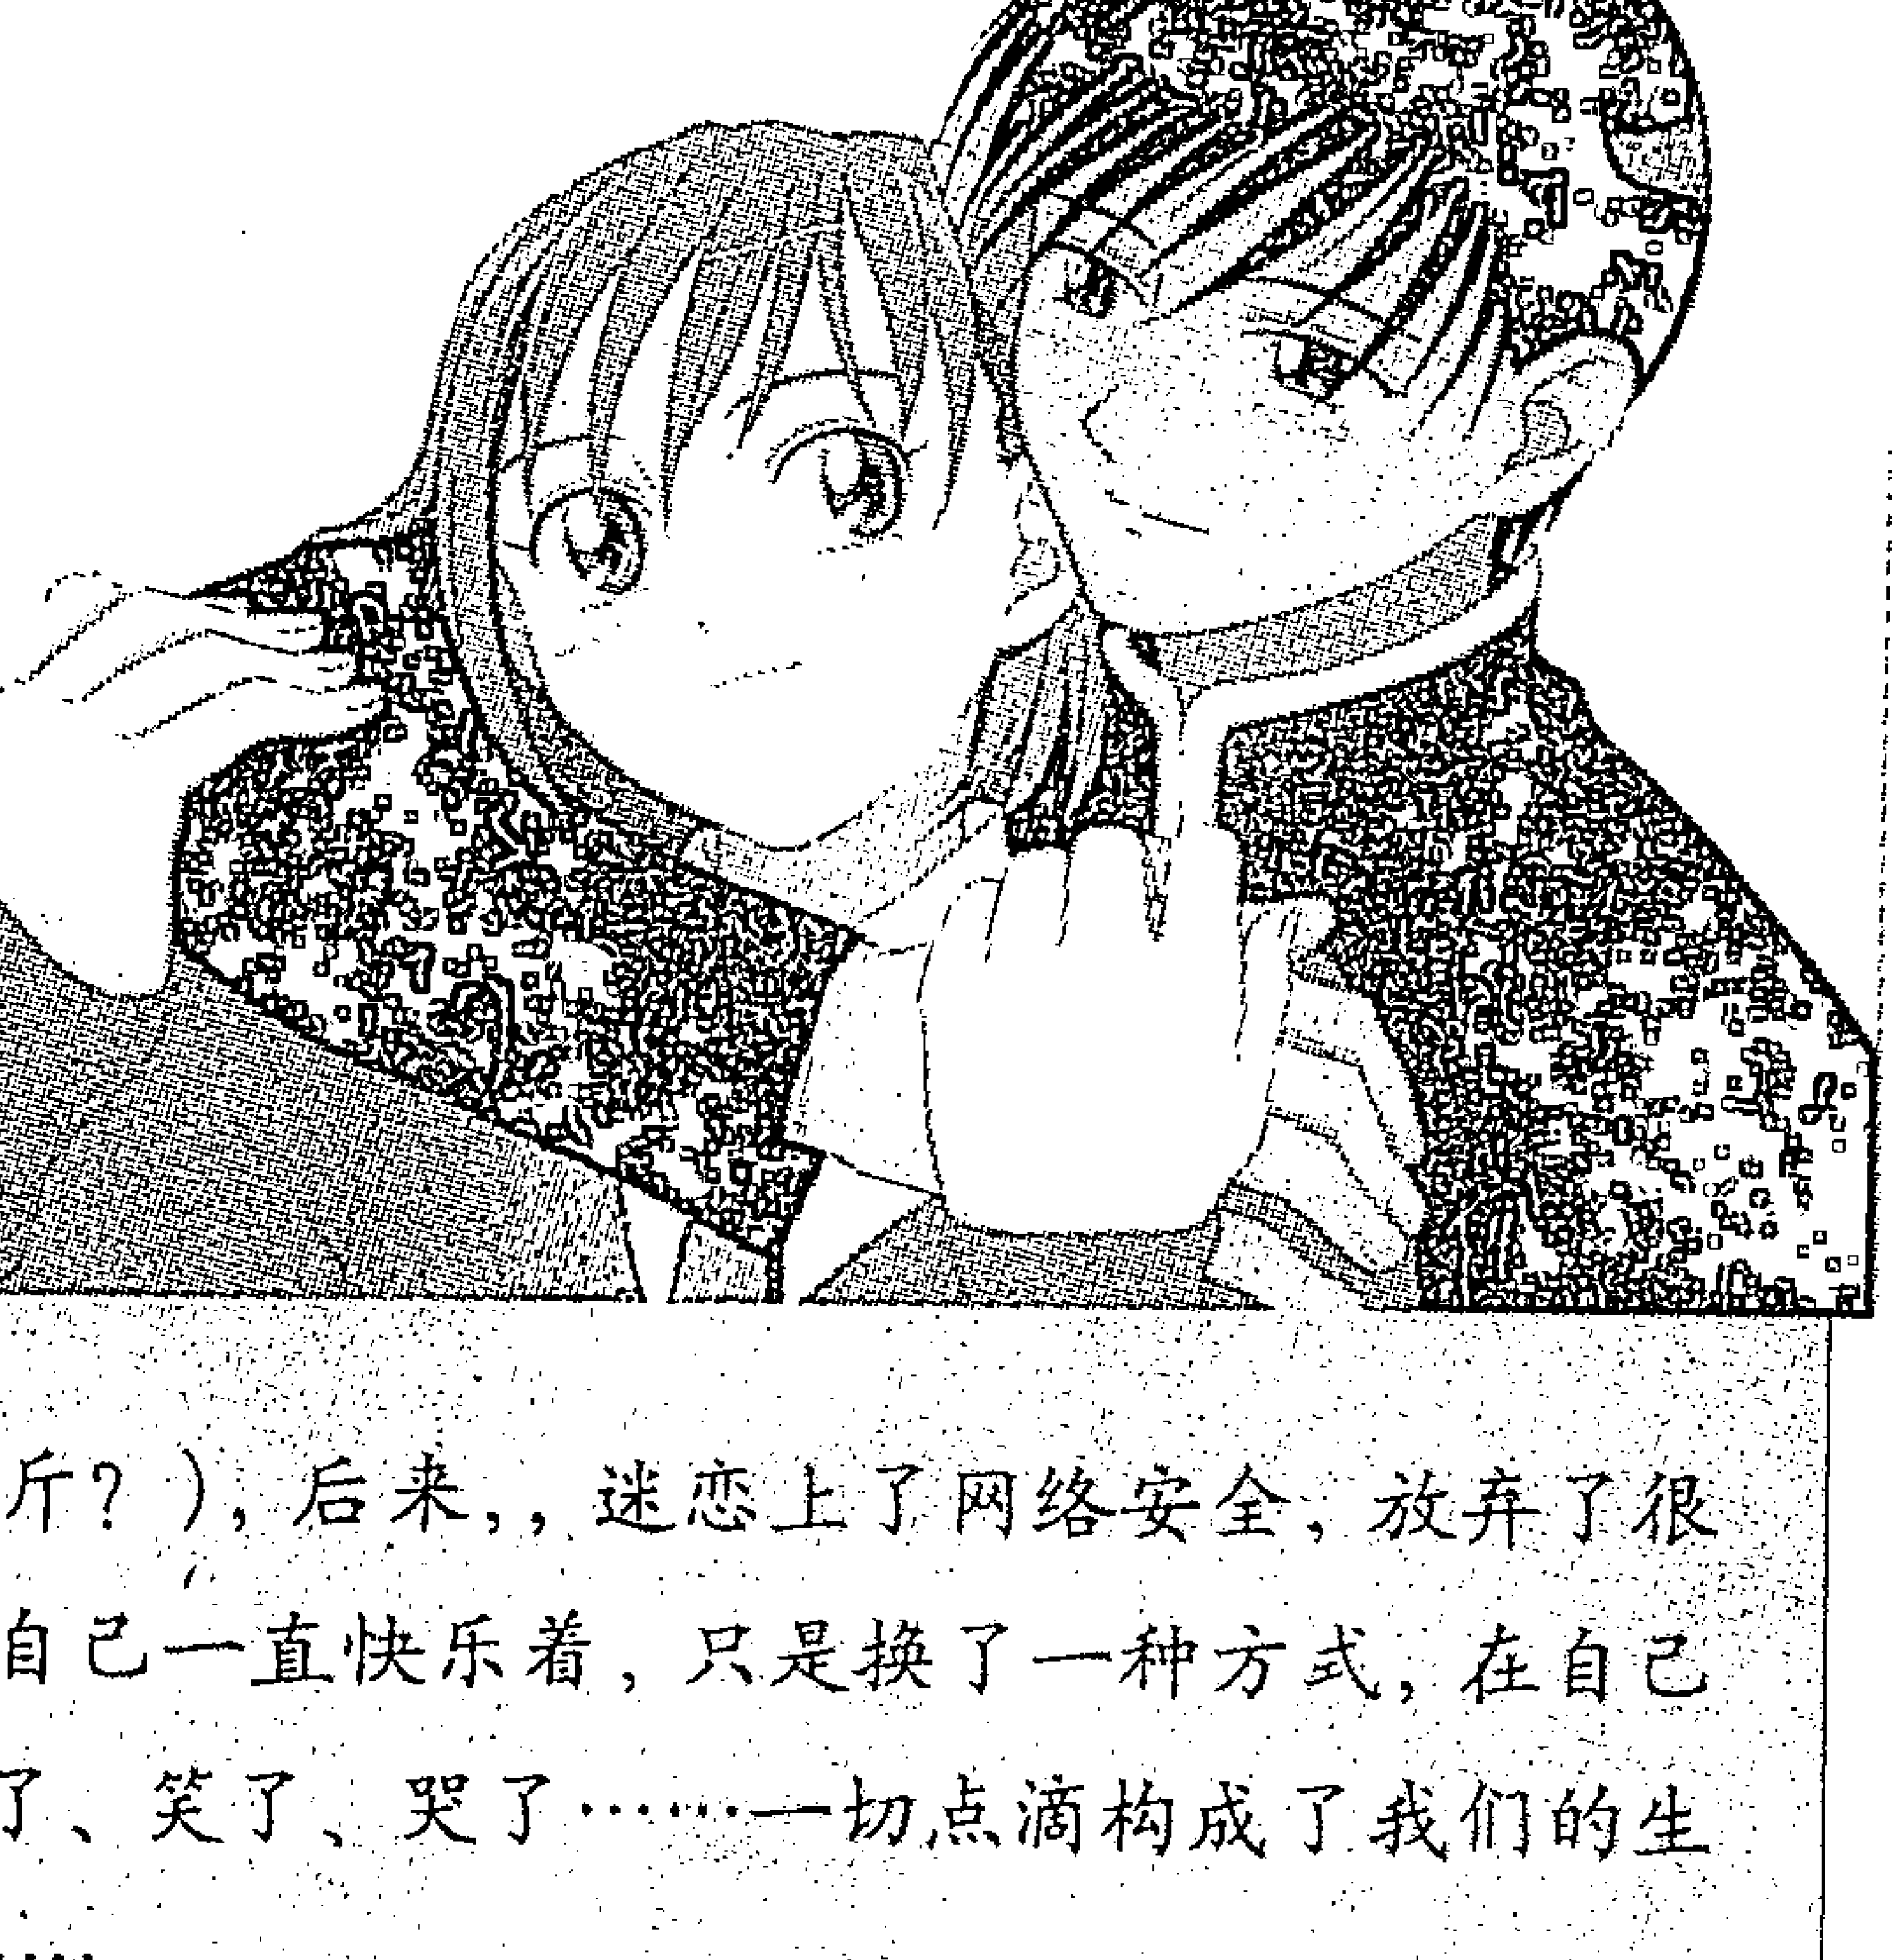 斤？），后来，，迷恋上了网络安全，放弃了很
自己一直快乐着，只是换了一种方式，在自己
了、笑了、哭了……一切点滴构成了我们的生